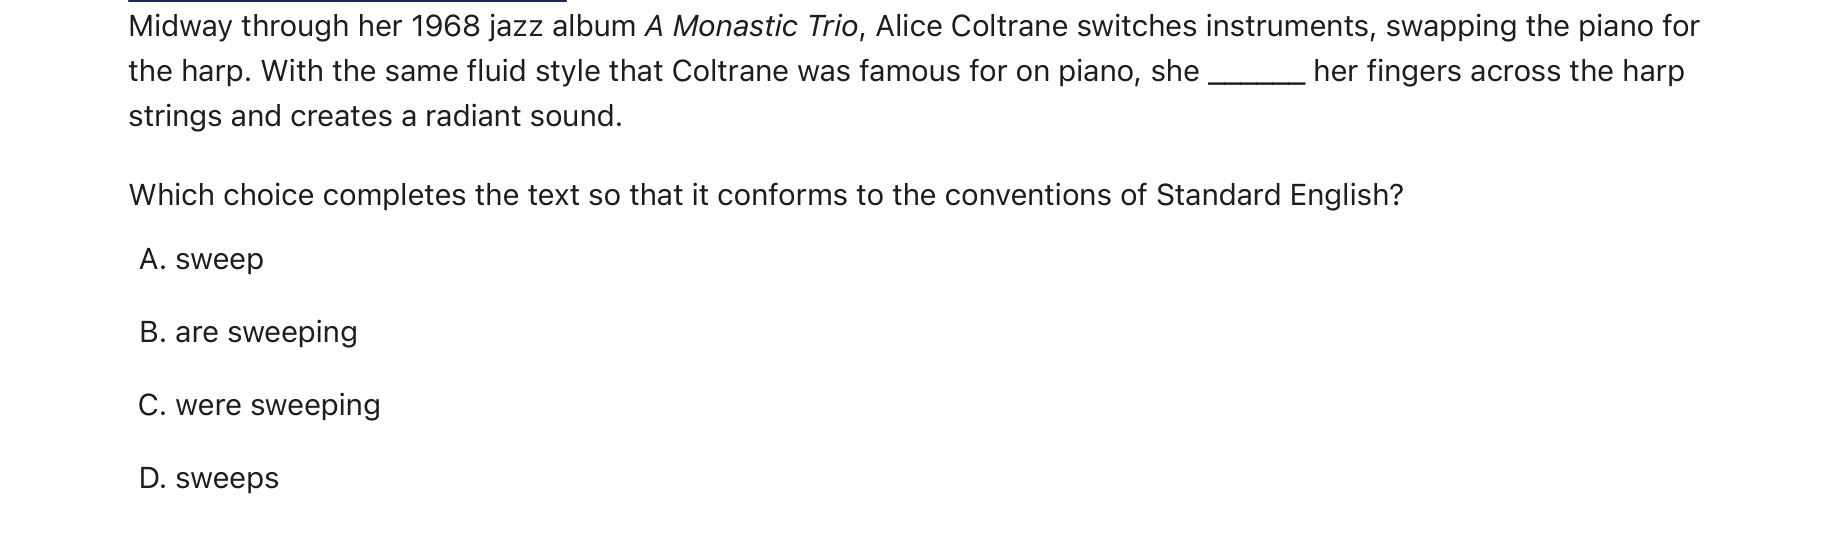 Midway through her 1968 jazz album A Monastic Trio, Alice Coltrane switches instruments, swapping the piano for
the harp. With the same fluid style that Coltrane was famous for on piano, she ______ her fingers across the harp
strings and creates a radiant sound.
Which choice completes the text so that it conforms to the conventions of Standard English?
A. sweep
B. are sweeping
C. were sweeping
D. sweeps